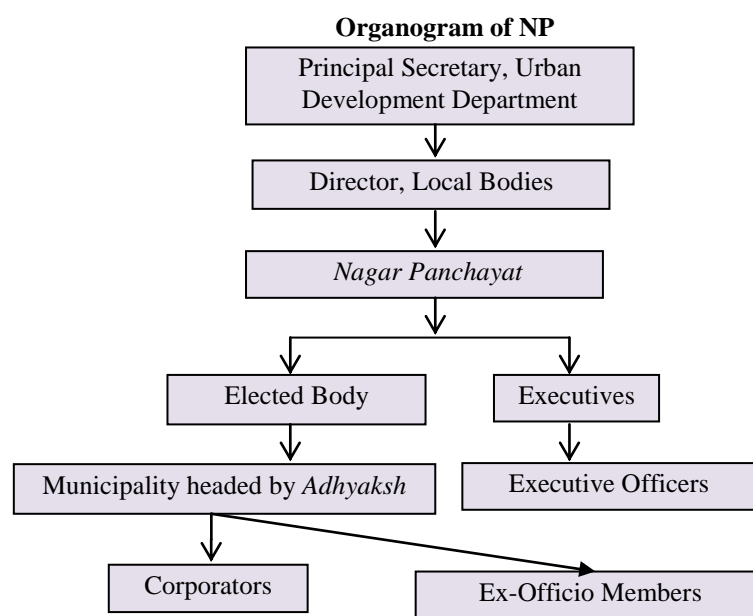 Organogram of NP
Principal Secretary, Urban
Development Department
Director, Local Bodies
Nagar Panchayat
Elected Body
Executives
Municipality headed by Adhyaksh
Executive Officers
Corporators
Ex-Officio Members